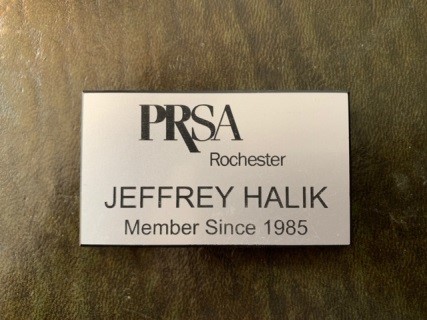 PRSA
Rochester
JEFFREY HALIK
Member Since 1985